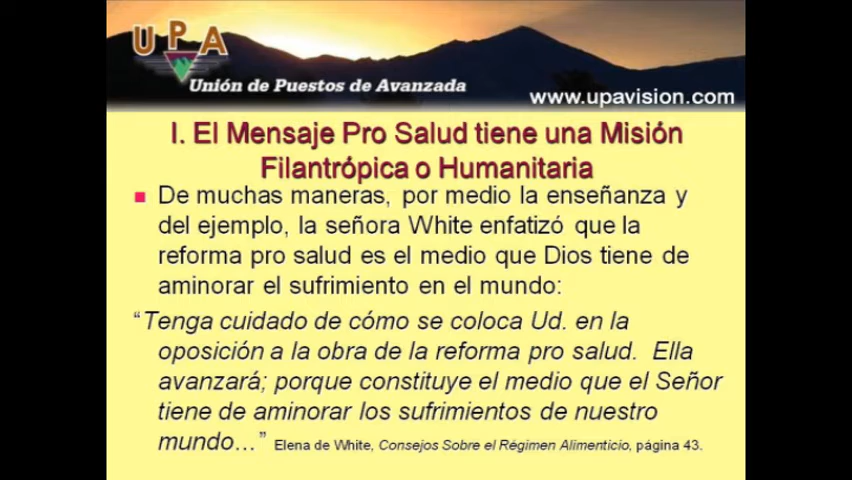 UPA
Unión de Puestos de Avanzada
www.upavision.com
I. El Mensaje Pro Salud tiene una Misión
Filantrópica o Humanitaria
De muchas maneras, por medio la enseñanza y
del ejemplo, la señora White enfatizó que la
reforma pro salud es el medio que Dios tiene de
aminorar el sufrimiento en el mundo:
“Tenga cuidado de cómo se coloca Ud. en la
oposición a la obra de la reforma pro salud.  Ella
avanzará; porque constituye el medio que el Señor
tiene de aminorar los sufrimientos de nuestro
mundo…” Elena de White, Consejos Sobre el Régimen Alimenticio, página 43.